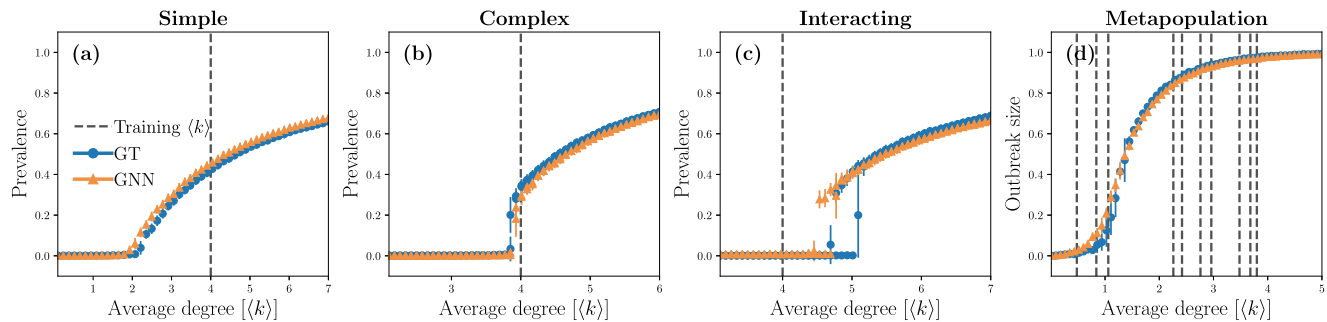 Simple
Complex
Interacting
Metapopulation
(a)
(b)
(c)
(d)
Training ⟨k⟩
GT
GNN
Prevalence
0.0 0.2 0.4 0.6 0.8 1.0
1 2 3 4 5 6 7
Average degree [⟨k⟩]
Prevalence
0.0 0.2 0.4 0.6 0.8 1.0
3 4 5 6
Average degree [⟨k⟩]
Prevalence
0.0 0.2 0.4 0.6 0.8 1.0
4 5 6 7
Average degree [⟨k⟩]
Outbreak size
0.0 0.2 0.4 0.6 0.8 1.0
1 2 3 4 5
Average degree [⟨k⟩]